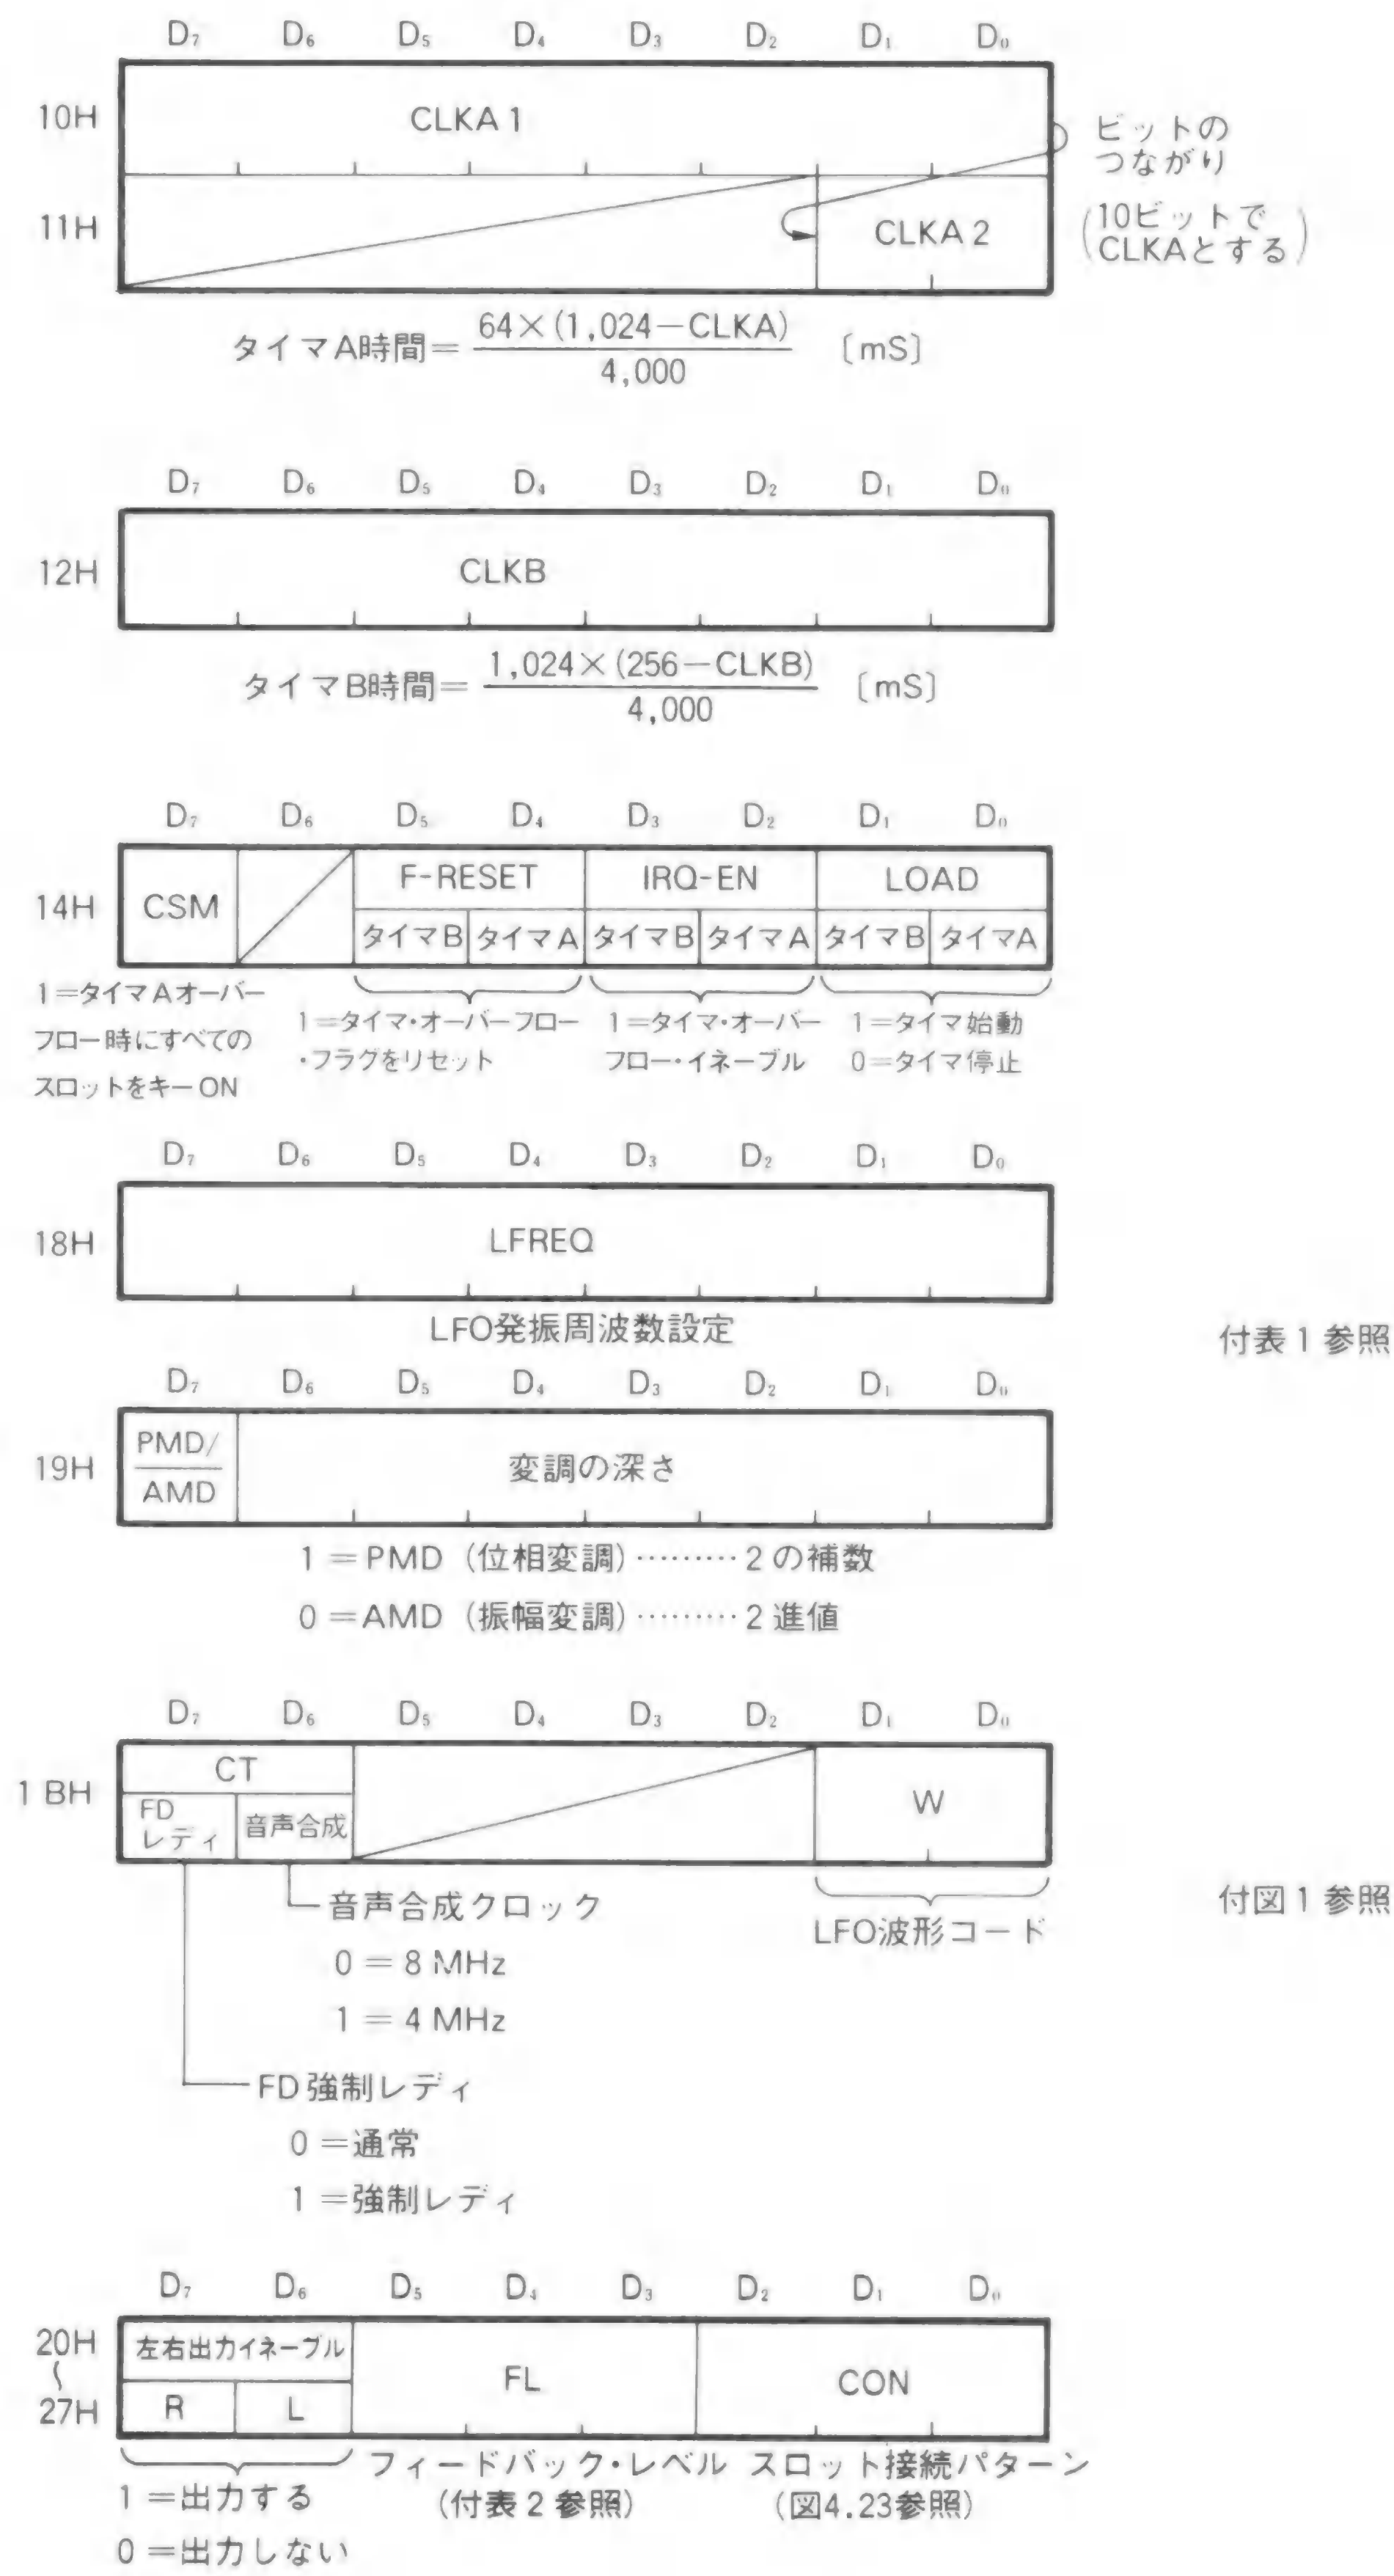 D₇ D₆ D₅ D₄ D₃ D₂ D₁ D₀
10H CLKA 1
ビットの
つながり
11H CLKA 2
(10ビットで
CLKAとする)
タイマA時間＝ 64×(1,024−CLKA) / 4,000 〔mS〕
D₇ D₆ D₅ D₄ D₃ D₂ D₁ D₀
12H CLKB
タイマB時間＝ 1,024×(256−CLKB) / 4,000 〔mS〕
D₇ D₆ D₅ D₄ D₃ D₂ D₁ D₀
14H CSM F-RESET IRQ-EN LOAD
タイマB タイマA タイマB タイマA タイマB タイマA
1＝タイマAオーバー
フロー時にすべての
スロットをキーON
1＝タイマ・オーバーフロー
・フラグをリセット
1＝タイマ・オーバー
フロー・イネーブル
1＝タイマ始動
0＝タイマ停止
D₇ D₆ D₅ D₄ D₃ D₂ D₁ D₀
18H LFREQ
LFO発振周波数設定
付表1参照
D₇ D₆ D₅ D₄ D₃ D₂ D₁ D₀
19H PMD/AMD 変調の深さ
1＝PMD（位相変調）………2の補数
0＝AMD（振幅変調）………2進値
D₇ D₆ D₅ D₄ D₃ D₂ D₁ D₀
1BH CT W
FD
レディ
音声合成
音声合成クロック
0＝8MHz
1＝4MHz
LFO波形コード
付図1参照
FD強制レディ
0＝通常
1＝強制レディ
D₇ D₆ D₅ D₄ D₃ D₂ D₁ D₀
20H
〜
27H
左右出力イネーブル
R L
FL
CON
1＝出力する
0＝出力しない
フィードバック・レベル
(付表2参照)
スロット接続パターン
(図4.23参照)